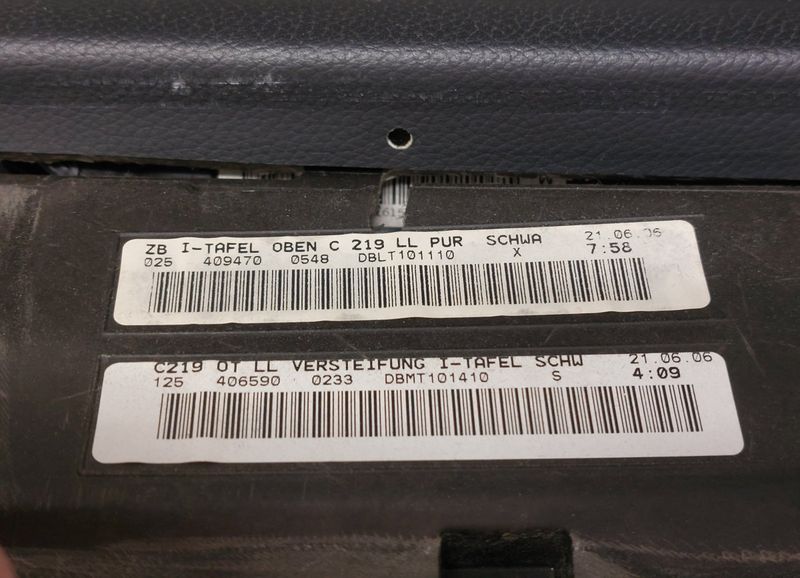 1615
ZB I-TAFEL OBEN C 219 LL PUR SCHWA 21.06.06
025 409470 0548 DBLT101110 X 7:58
C219 OT LL VERSTEIFUNG I-TAFEL SCHW 21.06.06
125 406590 0233 DBMT101410 S 4:09